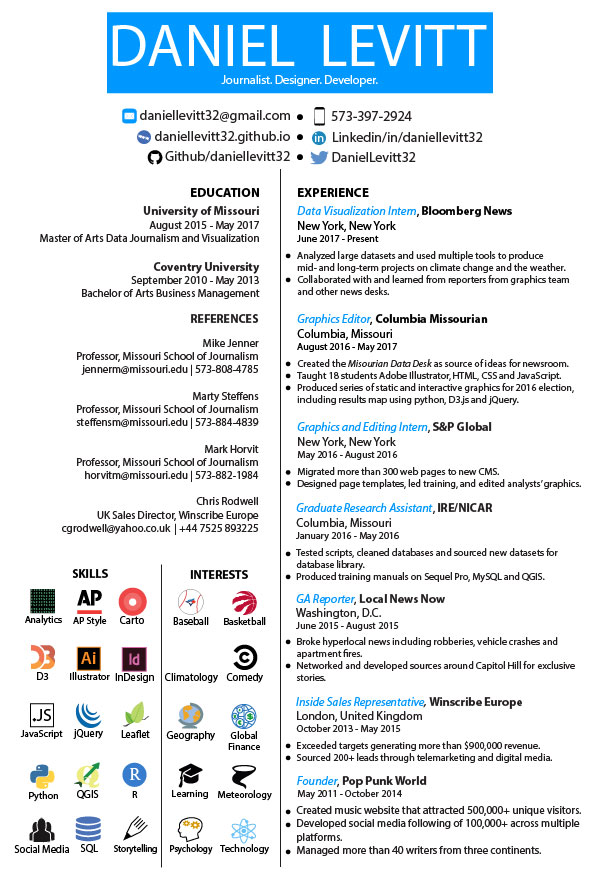 DANIEL LEVITT
Journalist. Designer. Developer.
daniellevitt32@gmail.com ● 573-397-2924
daniellevitt32.github.io ● Linkedin/in/daniellevitt32
Github/daniellevitt32 ● DanielLevitt32
EDUCATION
University of Missouri
August 2015 - May 2017
Master of Arts Data Journalism and Visualization
Coventry University
September 2010 - May 2013
Bachelor of Arts Business Management
REFERENCES
Mike Jenner
Professor, Missouri School of Journalism
jennerm@missouri.edu | 573-808-4785
Marty Steffens
Professor, Missouri School of Journalism
steffensm@missouri.edu | 573-884-4839
Mark Horvit
Professor, Missouri School of Journalism
horvitm@missouri.edu | 573-882-1984
Chris Rodwell
UK Sales Director, Winscribe Europe
cgrodwell@yahoo.co.uk | +44 7525 893225
SKILLS
AP
Analytics AP Style Carto
D3 Ai Id
D3 Illustrator InDesign
.JS
JavaScript jQuery Leaflet
R
Python QGIS R
Social Media SQL Storytelling
INTERESTS
Baseball Basketball
Climatology Comedy
Geography Global
Finance
Learning Meteorology
Psychology Technology
EXPERIENCE
Data Visualization Intern, Bloomberg News
New York, New York
June 2017 - Present
● Analyzed large datasets and used multiple tools to produce
mid- and long-term projects on climate change and the weather.
● Collaborated with and learned from reporters from graphics team
and other news desks.
Graphics Editor, Columbia Missourian
Columbia, Missouri
August 2016 - May 2017
● Created the Misourian Data Desk as source of ideas for newsroom.
● Taught 18 students Adobe Illustrator, HTML, CSS and JavaScript.
● Produced series of static and interactive graphics for 2016 election,
including results map using python, D3.js and jQuery.
Graphics and Editing Intern, S&P Global
New York, New York
May 2016 - August 2016
● Migrated more than 300 web pages to new CMS.
● Designed page templates, led training, and edited analysts' graphics.
Graduate Research Assistant, IRE/NICAR
Columbia, Missouri
January 2016 - May 2016
● Tested scripts, cleaned databases and sourced new datasets for
database library.
● Produced training manuals on Sequel Pro, MySQL and QGIS.
GA Reporter, Local News Now
Washington, D.C.
June 2015 - August 2015
● Broke hyperlocal news including robberies, vehicle crashes and
apartment fires.
● Networked and developed sources around Capitol Hill for exclusive
stories.
Inside Sales Representative, Winscribe Europe
London, United Kingdom
October 2013 - May 2015
● Exceeded targets generating more than $900,000 revenue.
● Sourced 200+ leads through telemarketing and digital media.
Founder, Pop Punk World
May 2011 - October 2014
● Created music website that attracted 500,000+ unique visitors.
● Developed social media following of 100,000+ across multiple
platforms.
● Managed more than 40 writers from three continents.